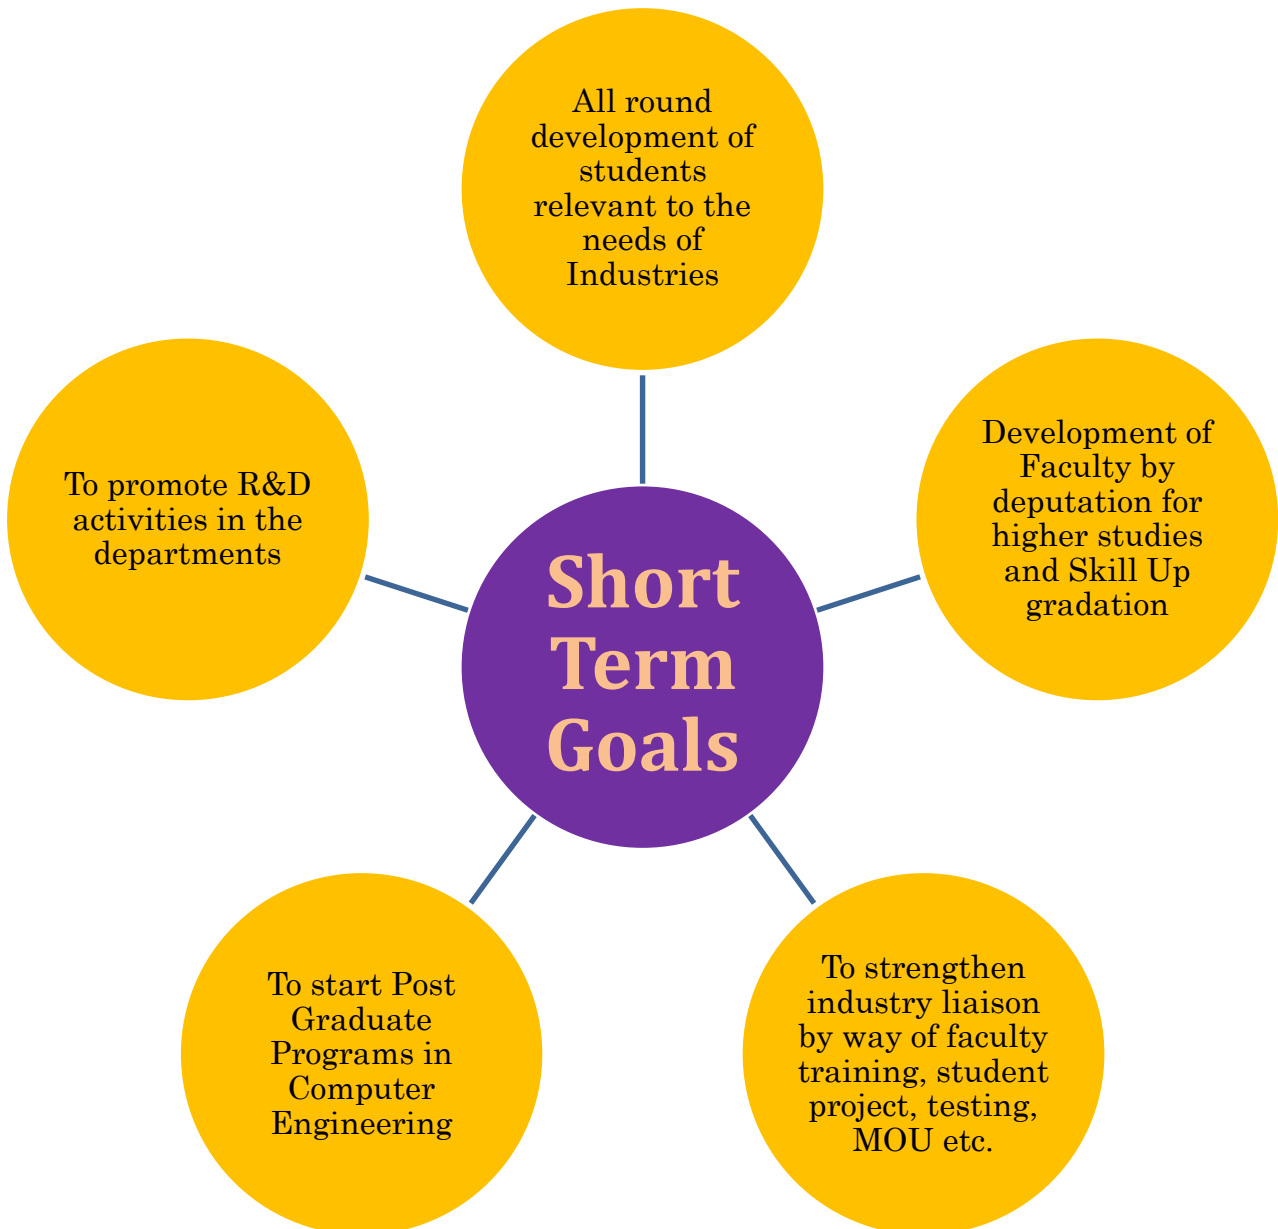 All round
development of
students
relevant to the
needs of
Industries
Development of
Faculty by
deputation for
higher studies
and Skill Up
gradation
To strengthen
industry liaison
by way of faculty
training, student
project, testing,
MOU etc.
To start Post
Graduate
Programs in
Computer
Engineering
To promote R&D
activities in the
departments
Short
Term
Goals